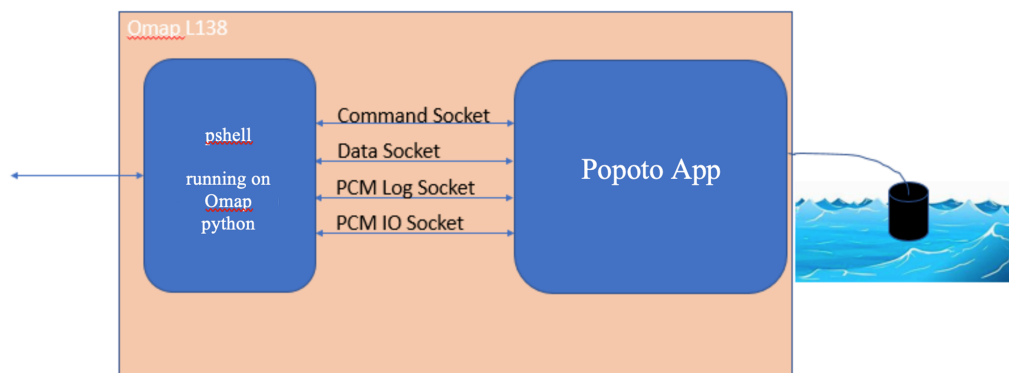 Omap L138
pshell
running on
Omap
python
Command Socket
Data Socket
PCM Log Socket
PCM IO Socket
Popoto App